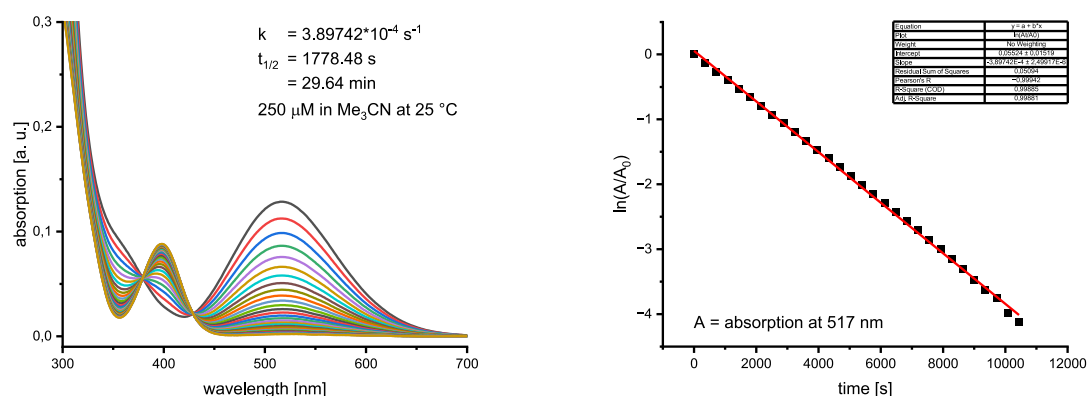 0,3
0,2
0,1
0,0
300
400
500
600
700
absorption [a. u.]
wavelength [nm]
k = 3.89742*10⁻⁴ s⁻¹
t₁/₂ = 1778.48 s
= 29.64 min
250 µM in Me₃CN at 25 °C
0
−1
−2
−3
−4
0
2000
4000
6000
8000
10000
12000
ln(A/A₀)
time [s]
A = absorption at 517 nm
Equation y = a + b*x
Plot ln(At/A0)
Weight No Weighting
Intercept 0,05524 ± 0,01519
Slope -3,89742E-4 ± 2,49917E-6
Residual Sum of Squares 0,05094
Pearson's R −0,99942
R-Square (COD) 0,99885
Adj. R-Square 0,99881